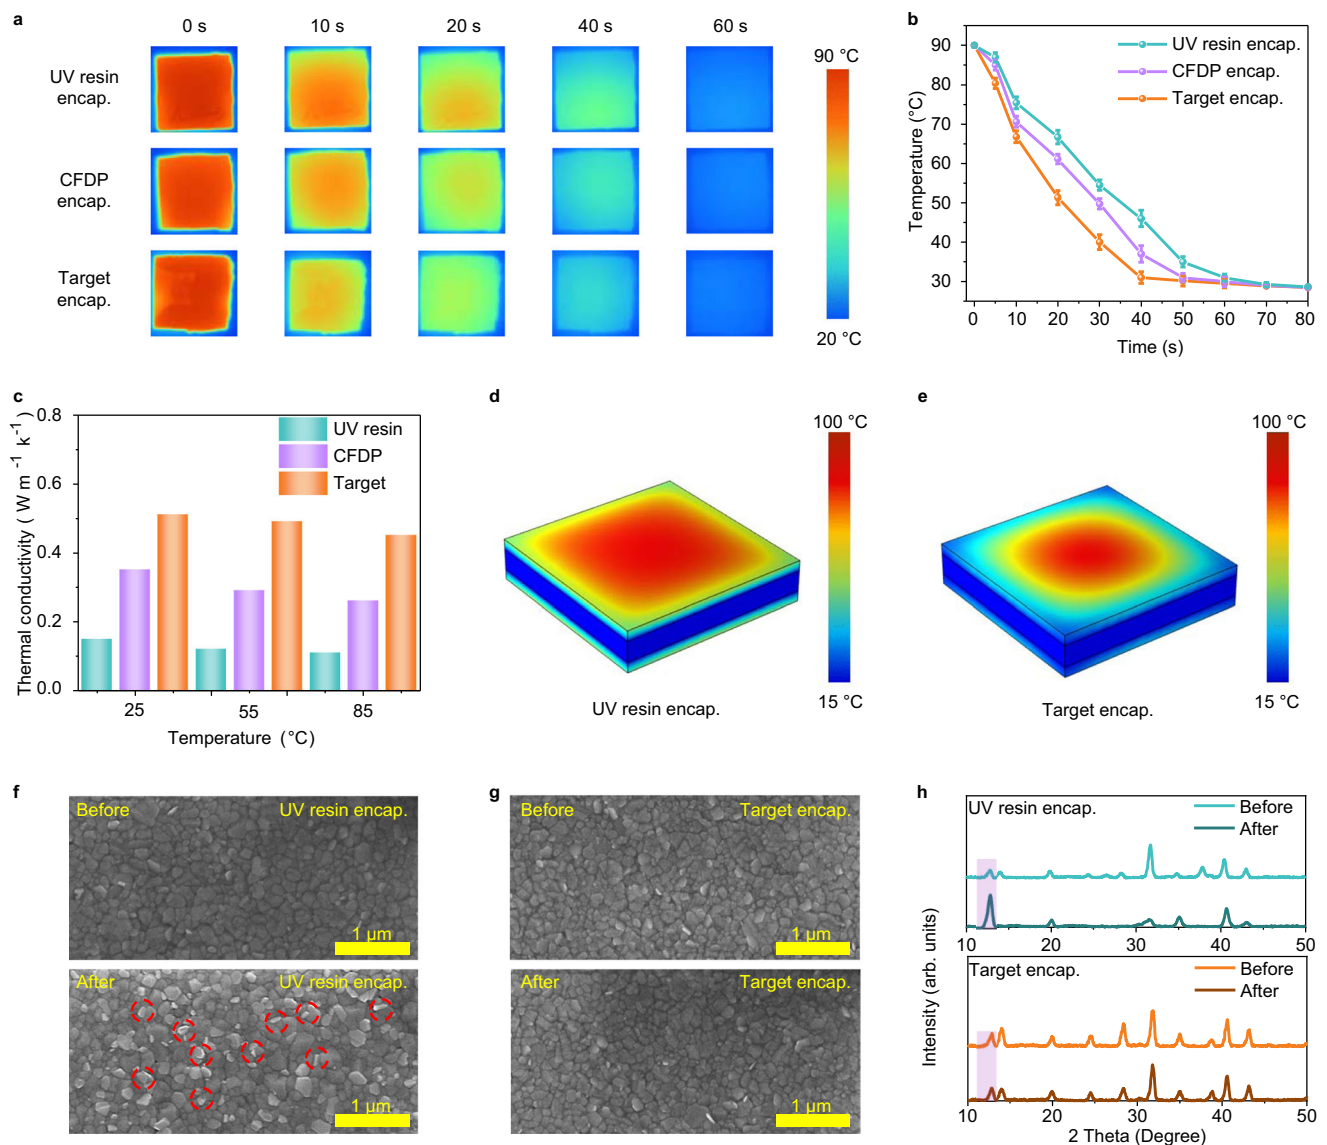 a
0 s 10 s 20 s 40 s 60 s
UV resin
encap.
CFDP
encap.
Target
encap.
90 °C
20 °C
b
Temperature (°C)
90
80
70
60
50
40
30
UV resin encap.
CFDP encap.
Target encap.
0 10 20 30 40 50 60 70 80
Time (s)
c
Thermal conductivity ( W m⁻¹ k⁻¹)
0.8
0.6
0.4
0.2
0.0
UV resin
CFDP
Target
25 55 85
Temperature (°C)
d
100 °C
15 °C
UV resin encap.
e
100 °C
15 °C
Target encap.
f
Before UV resin encap.
1 µm
After UV resin encap.
1 µm
g
Before Target encap.
1 µm
After Target encap.
1 µm
h
Intensity (arb. units)
UV resin encap.
Before
After
10 20 30 40 50
Target encap.
Before
After
10 20 30 40 50
2 Theta (Degree)